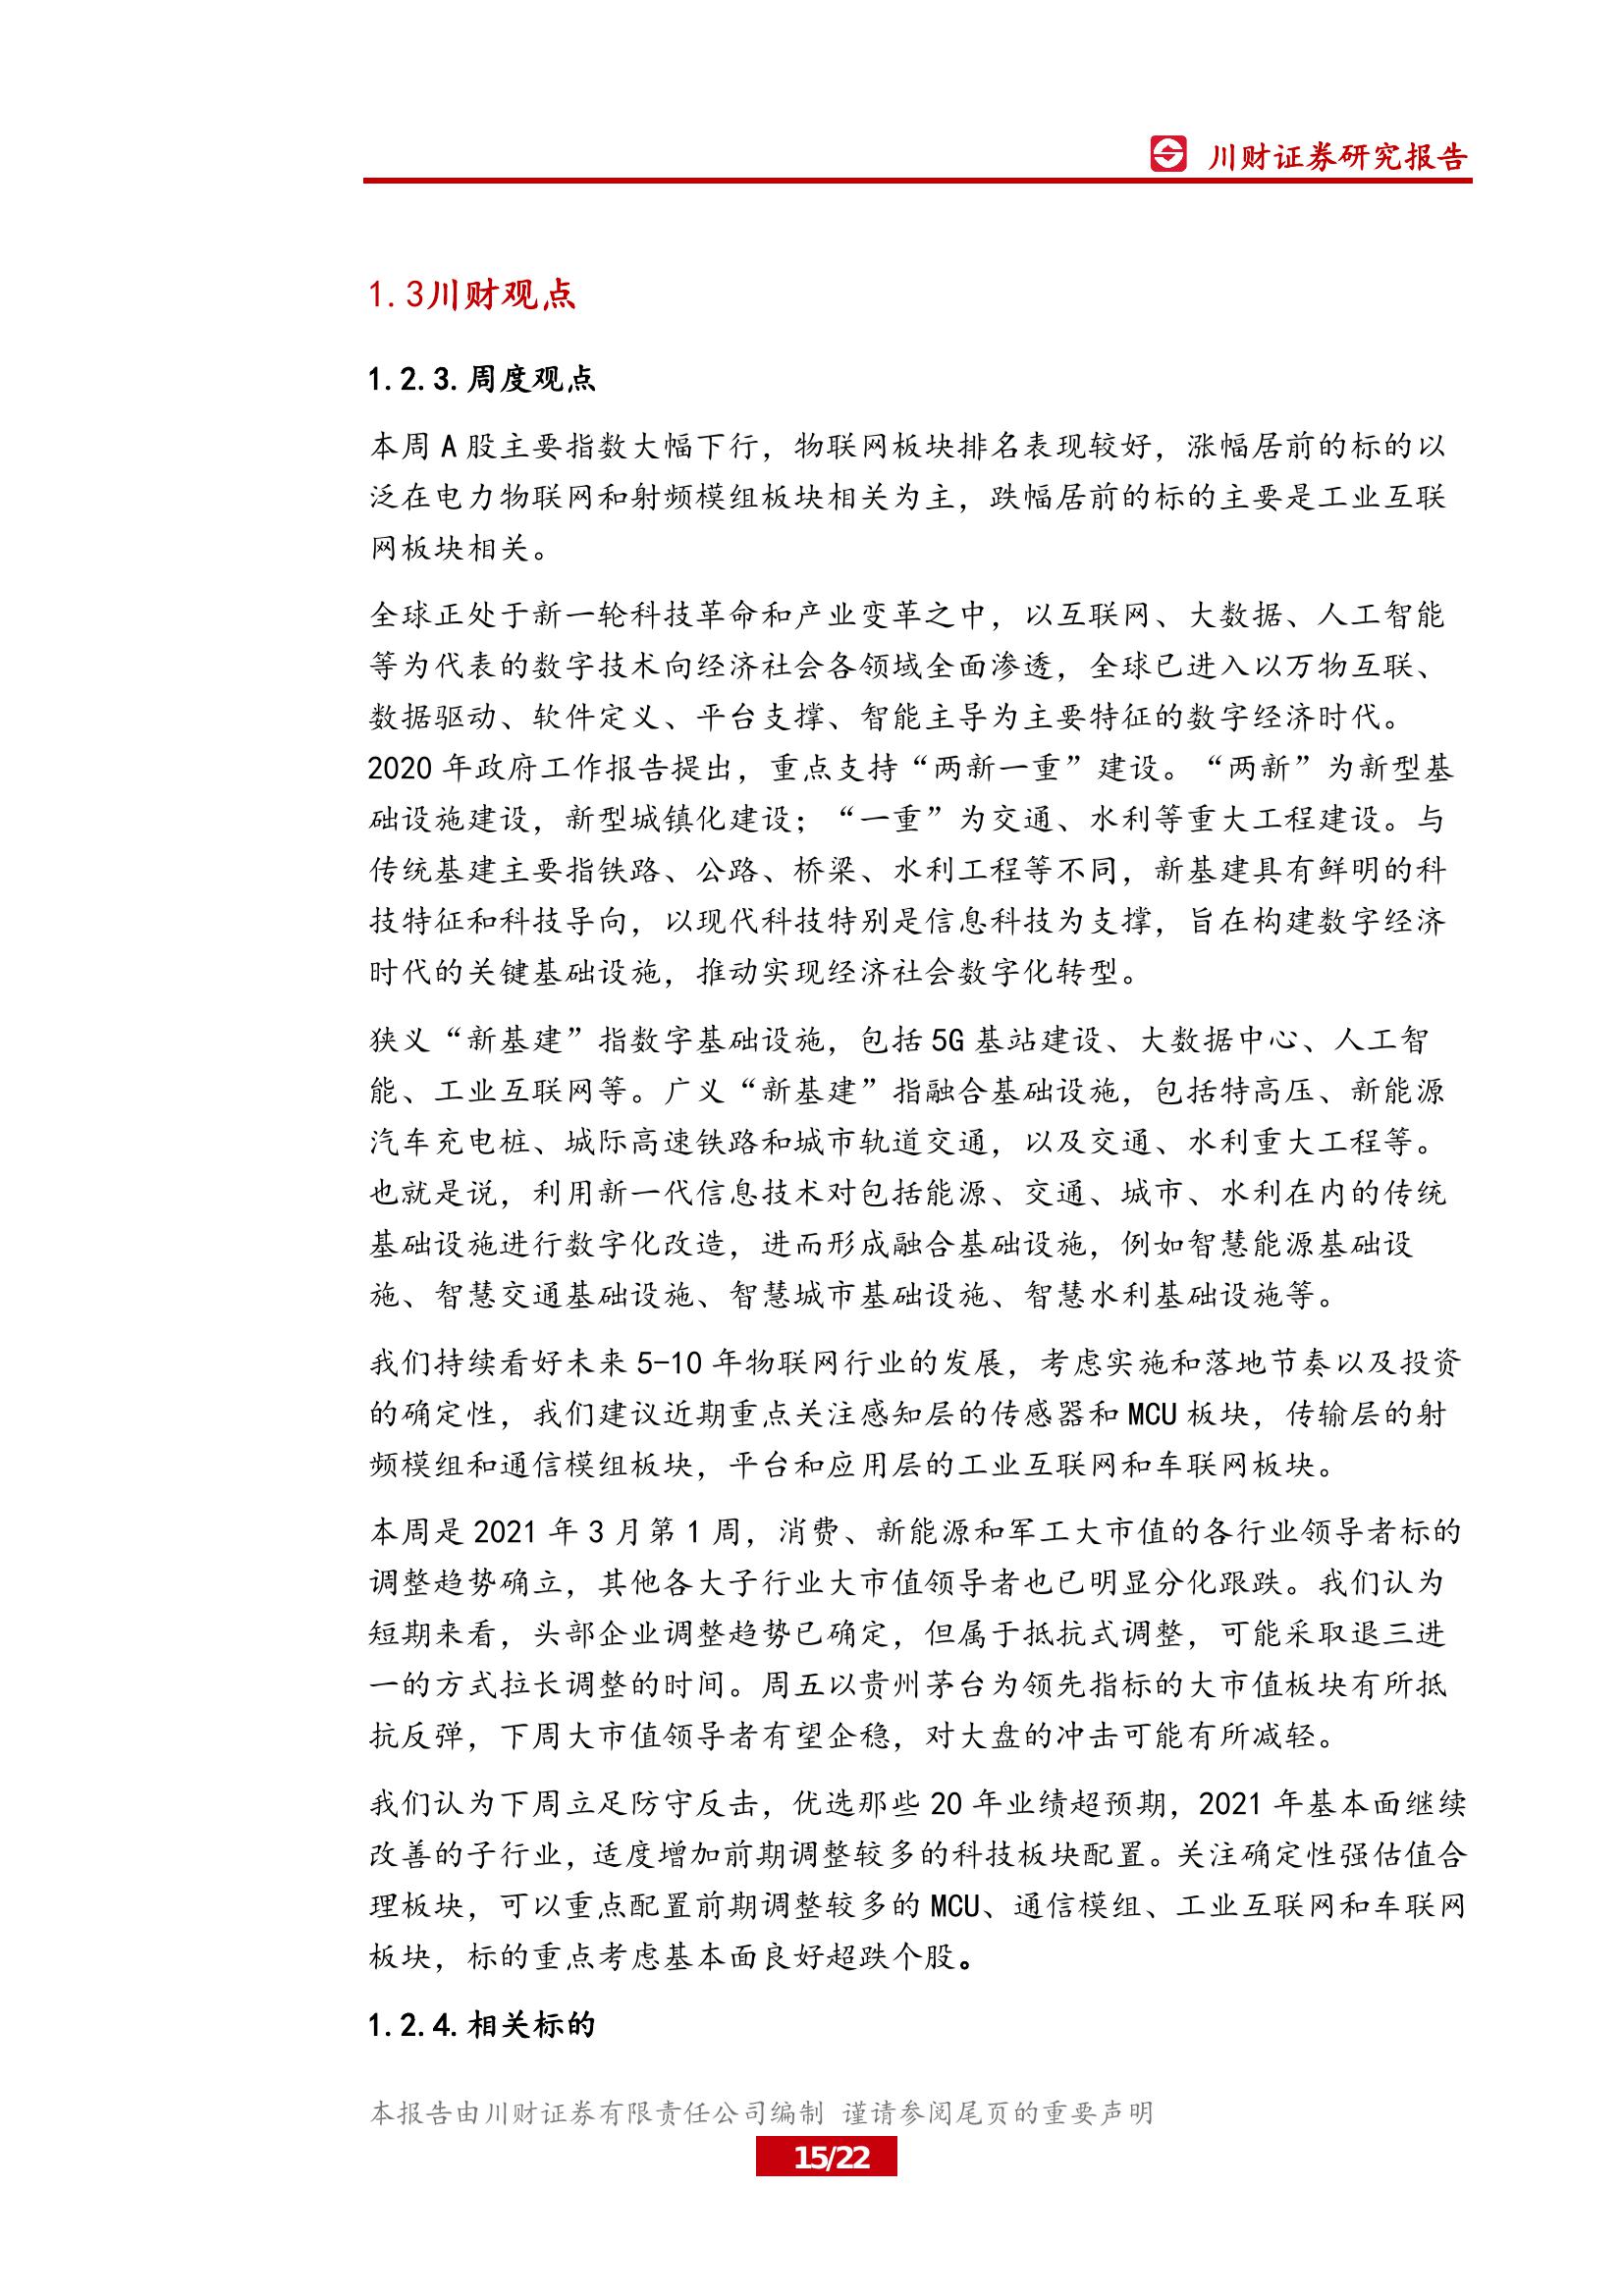 川财证券研究报告
1.3川财观点
1.2.3.周度观点
本周 A 股主要指数大幅下行，物联网板块排名表现较好，涨幅居前的标的以
泛在电力物联网和射频模组板块相关为主，跌幅居前的标的主要是工业互联
网板块相关。
全球正处于新一轮科技革命和产业变革之中，以互联网、大数据、人工智能
等为代表的数字技术向经济社会各领域全面渗透，全球已进入以万物互联、
数据驱动、软件定义、平台支撑、智能主导为主要特征的数字经济时代。
2020 年政府工作报告提出，重点支持“两新一重”建设。“两新”为新型基
础设施建设，新型城镇化建设；“一重”为交通、水利等重大工程建设。与
传统基建主要指铁路、公路、桥梁、水利工程等不同，新基建具有鲜明的科
技特征和科技导向，以现代科技特别是信息科技为支撑，旨在构建数字经济
时代的关键基础设施，推动实现经济社会数字化转型。
狭义“新基建”指数字基础设施，包括 5G 基站建设、大数据中心、人工智
能、工业互联网等。广义“新基建”指融合基础设施，包括特高压、新能源
汽车充电桩、城际高速铁路和城市轨道交通，以及交通、水利重大工程等。
也就是说，利用新一代信息技术对包括能源、交通、城市、水利在内的传统
基础设施进行数字化改造，进而形成融合基础设施，例如智慧能源基础设
施、智慧交通基础设施、智慧城市基础设施、智慧水利基础设施等。
我们持续看好未来 5-10 年物联网行业的发展，考虑实施和落地节奏以及投资
的确定性，我们建议近期重点关注感知层的传感器和 MCU 板块，传输层的射
频模组和通信模组板块，平台和应用层的工业互联网和车联网板块。
本周是 2021 年 3 月第 1 周，消费、新能源和军工大市值的各行业领导者标的
调整趋势确立，其他各大子行业大市值领导者也已明显分化跟跌。我们认为
短期来看，头部企业调整趋势已确定，但属于抵抗式调整，可能采取退三进
一的方式拉长调整的时间。周五以贵州茅台为领先指标的大市值板块有所抵
抗反弹，下周大市值领导者有望企稳，对大盘的冲击可能有所减轻。
我们认为下周立足防守反击，优选那些 20 年业绩超预期，2021 年基本面继续
改善的子行业，适度增加前期调整较多的科技板块配置。关注确定性强估值合
理板块，可以重点配置前期调整较多的 MCU、通信模组、工业互联网和车联网
板块，标的重点考虑基本面良好超跌个股。
1.2.4.相关标的
本报告由川财证券有限责任公司编制 谨请参阅尾页的重要声明
15/22